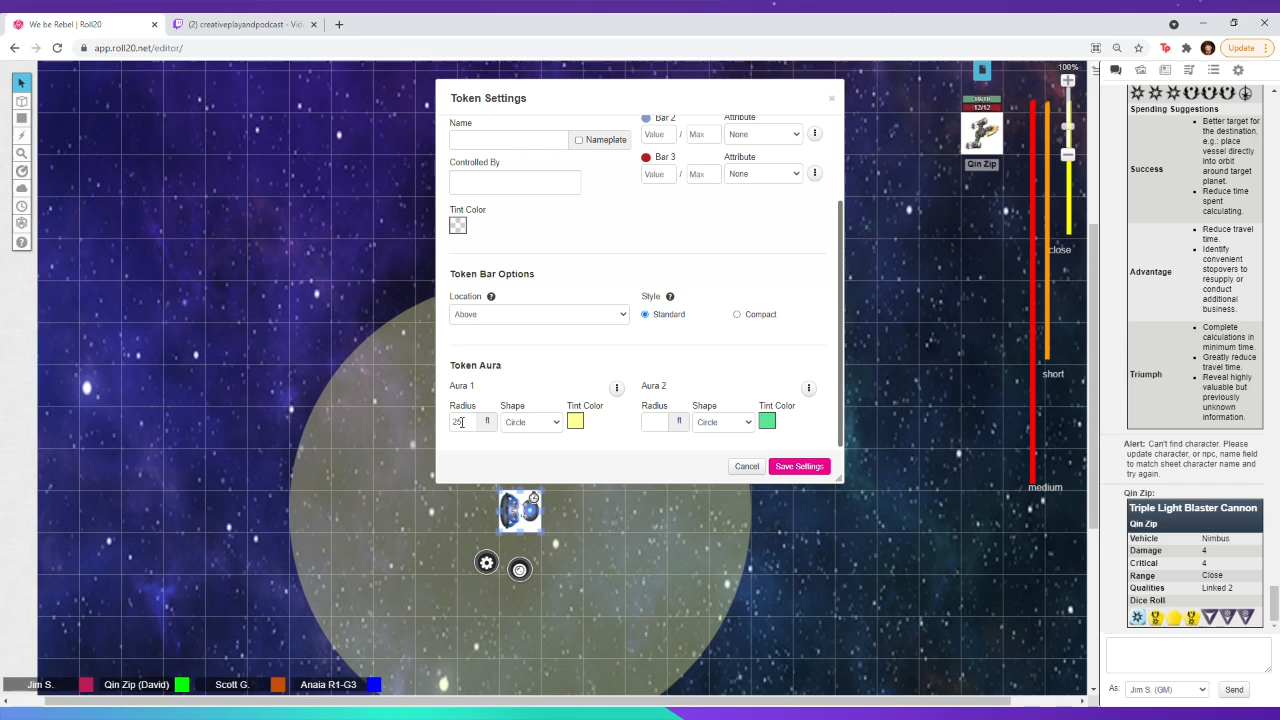 We be Rebel | Roll20
(2) creativeplayandpodcast - Vid
app.roll20.net/editor/
Update
100%
10/10
12/12
Qin Zip
close
short
medium
Token Settings
Name
Nameplate
Controlled By
Tint Color
Bar 2
Attribute
Value / Max None
Bar 3
Attribute
Value / Max None
Token Bar Options
Location
Above
Style
Standard
Compact
Token Aura
Aura 1
Radius Shape Tint Color
25 ft Circle
Aura 2
Radius Shape Tint Color
ft Circle
Cancel
Save Settings
Spending Suggestions
Success
Better target for
the destination,
e.g.: place
vessel directly
into orbit
around target
planet.
Reduce time
spent
calculating.
Advantage
Reduce travel
time.
Identify
convenient
stopovers to
resupply or
conduct
additional
business.
Triumph
Complete
calculations in
minimum time.
Greatly reduce
travel time.
Reveal highly
valuable but
previously
unknown
information.
Alert: Can't find character. Please
update character, or npc, name field
to match sheet character name and
try again.
Qin Zip:
Triple Light Blaster Cannon
Qin Zip
Vehicle Nimbus
Damage 4
Critical 4
Range Close
Qualities Linked 2
Dice Roll
As: Jim S. (GM)
Send
Jim S.
Qin Zip (David)
Scott G.
Anaia R1-G3